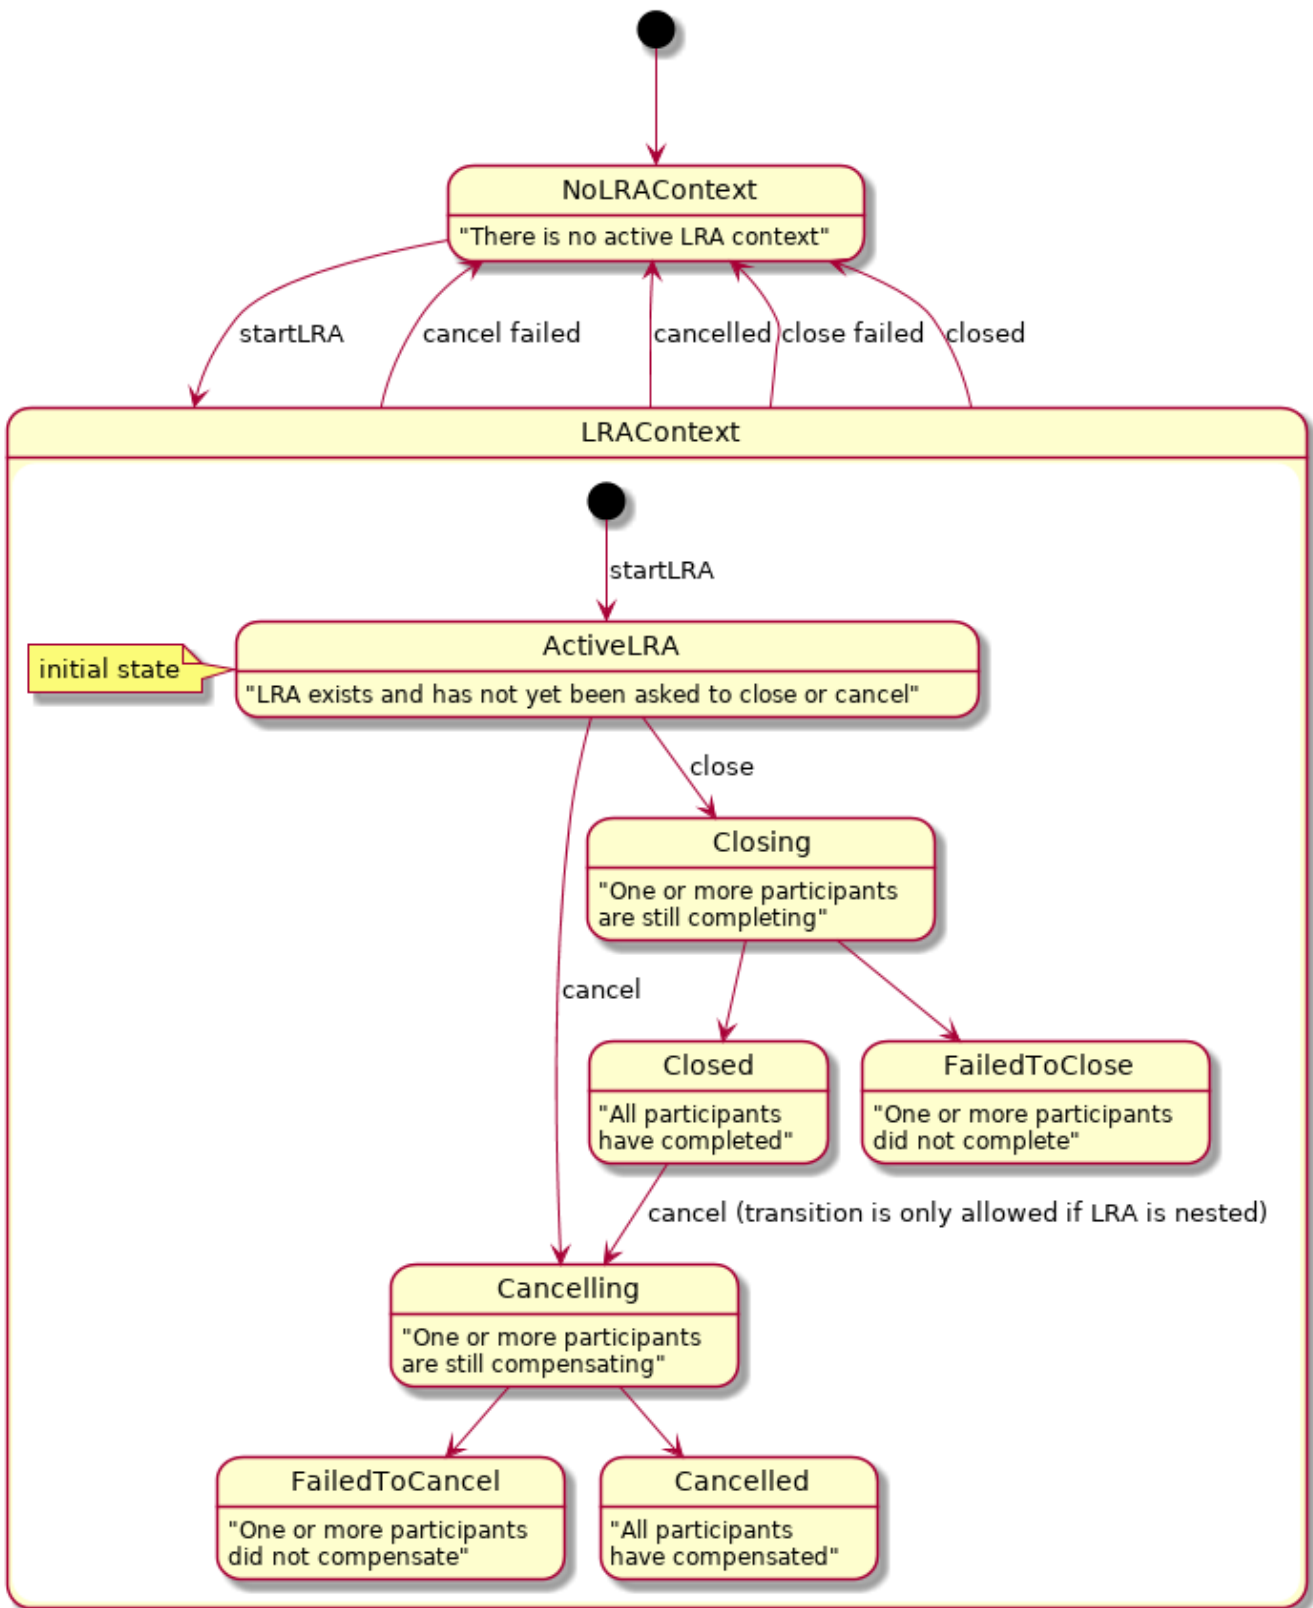 NoLRAContext
"There is no active LRA context"
startLRA
cancel failed
cancelled
close failed
closed
LRAContext
startLRA
initial state
ActiveLRA
"LRA exists and has not yet been asked to close or cancel"
close
Closing
"One or more participants
are still completing"
cancel
Closed
"All participants
have completed"
FailedToClose
"One or more participants
did not complete"
cancel (transition is only allowed if LRA is nested)
Cancelling
"One or more participants
are still compensating"
FailedToCancel
"One or more participants
did not compensate"
Cancelled
"All participants
have compensated"